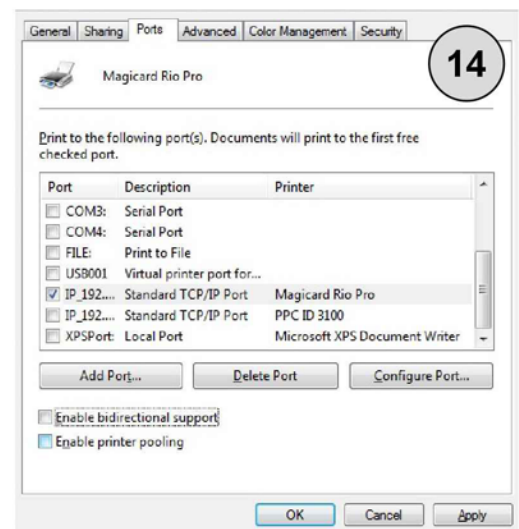 General Sharing Ports Advanced Color Management Security
14
Magicard Rio Pro
Print to the following port(s). Documents will print to the first free
checked port.
Port Description Printer
COM3: Serial Port
COM4: Serial Port
FILE: Print to File
USB001 Virtual printer port for...
IP_192.... Standard TCP/IP Port Magicard Rio Pro
IP_192.... Standard TCP/IP Port PPC ID 3100
XPSPort: Local Port Microsoft XPS Document Writer
Add Port... Delete Port Configure Port...
Enable bidirectional support
Enable printer pooling
OK Cancel Apply